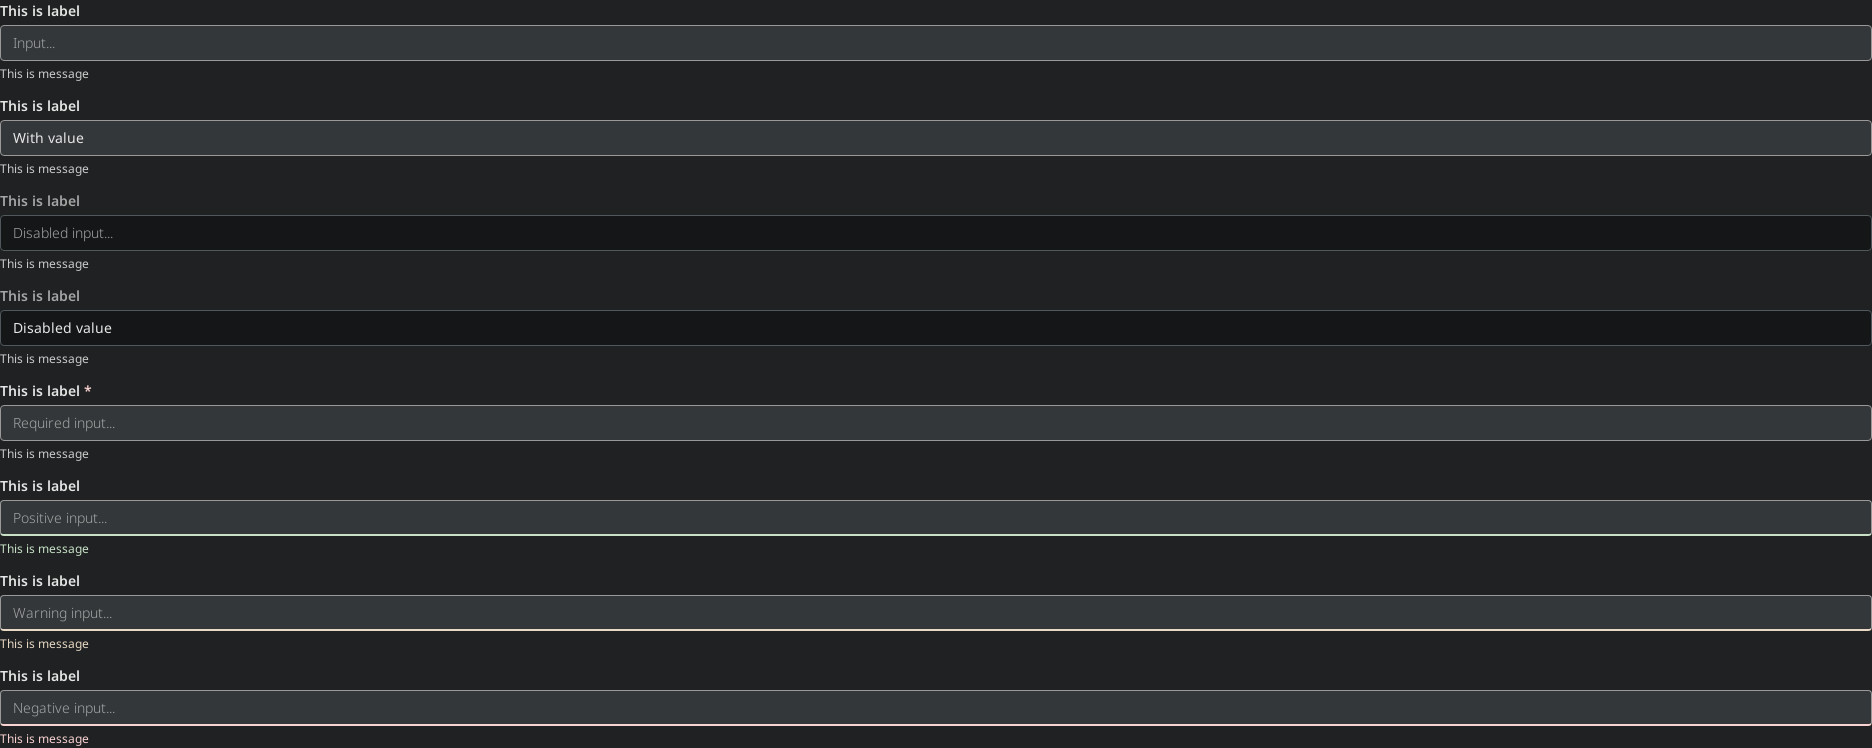 This is label
Input...
This is message
This is label
With value
This is message
This is label
Disabled input...
This is message
This is label
Disabled value
This is message
This is label *
Required input...
This is message
This is label
Positive input...
This is message
This is label
Warning input...
This is message
This is label
Negative input...
This is message